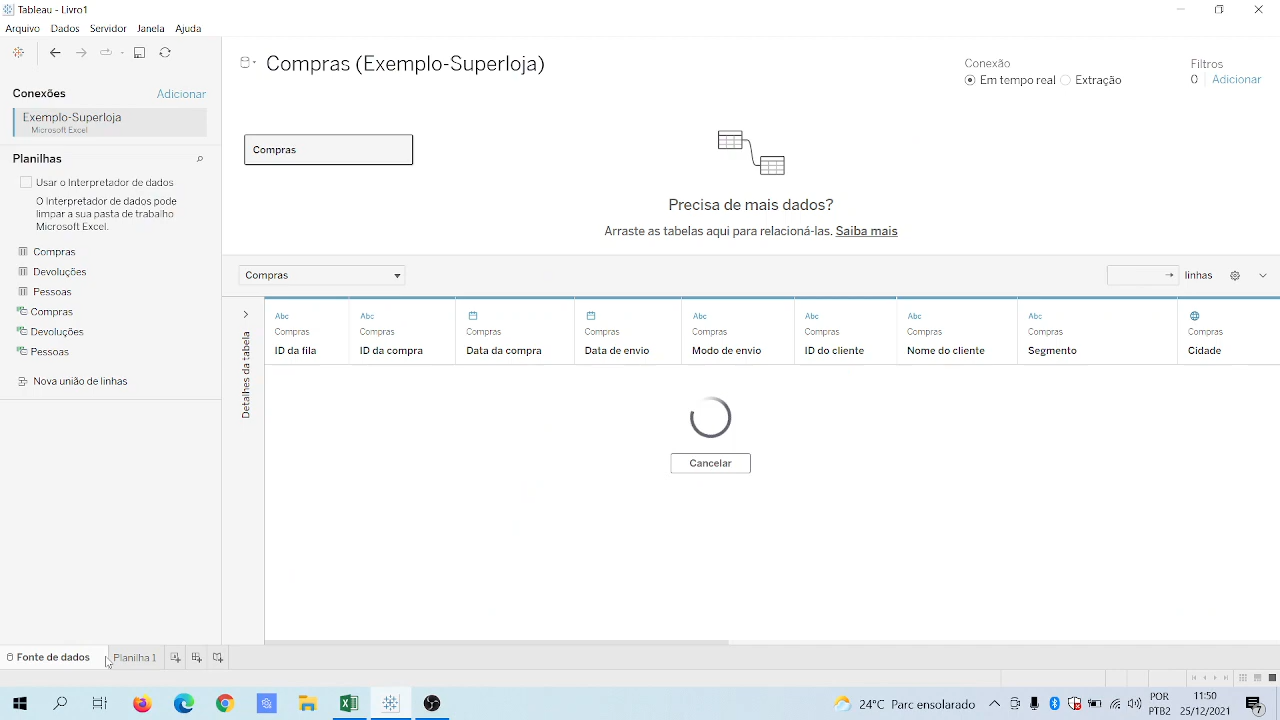 Tableau - Livro1
Arquivo Dados Servidor Janela Ajuda
Conexões Adicionar
Exemplo-Superloja
Microsoft Excel
Planilhas
Usar o Interpretador de dados
O Interpretador de dados pode
limpar a sua pasta de trabalho
Microsoft Excel.
Compras
Devoluções
Pessoas
Compras
Devoluções
Pessoas
Nova união de linhas
Compras (Exemplo-Superloja)
Conexão
Em tempo real Extração
Filtros
0 Adicionar
Compras
Precisa de mais dados?
Arraste as tabelas aqui para relacioná-las. Saiba mais
Compras
linhas
Detalhes da tabela
Abc Abc Abc Abc Abc Abc
Compras Compras Compras Compras Compras Compras Compras Compras Compras
ID da fila ID da compra Data da compra Data de envio Modo de envio ID do cliente Nome do cliente Segmento Cidade
Cancelar
Fonte de dados Planilha 1
24°C Parc ensolarado
POR
PTB2
11:50
25/12/2021
7